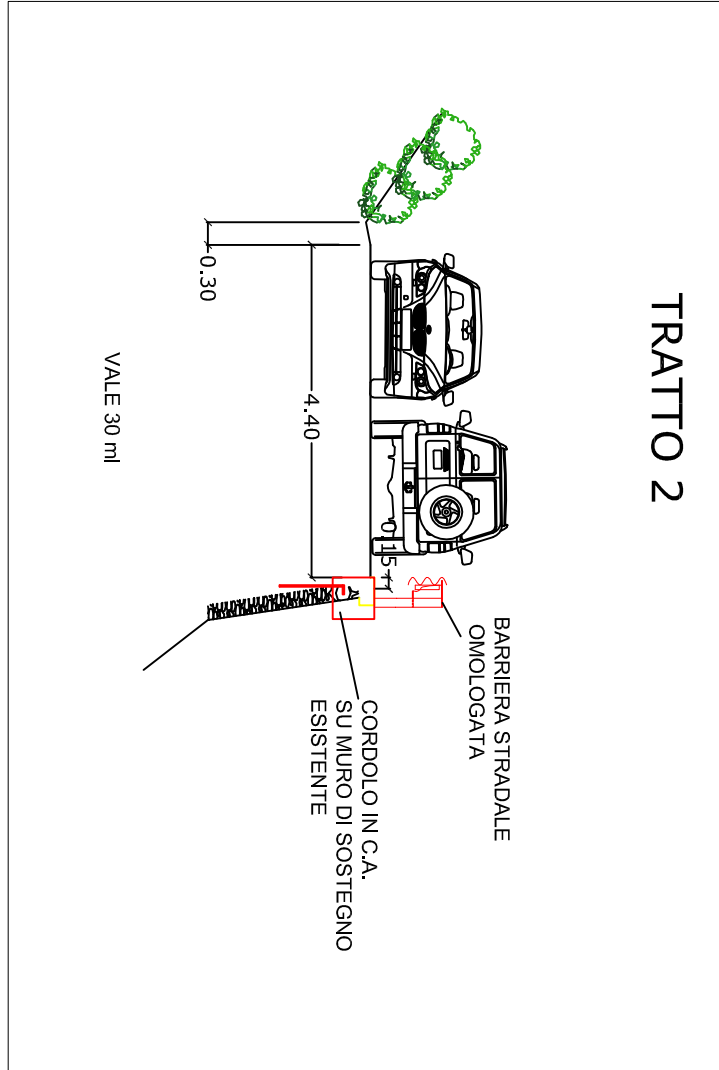 TRATTO 2
BARRIERA STRADALE
OMOLOGATA
0.15
CORDOLO IN C.A.
SU MURO DI SOSTEGNO
ESISTENTE
4.40
0.30
VALE 30 ml